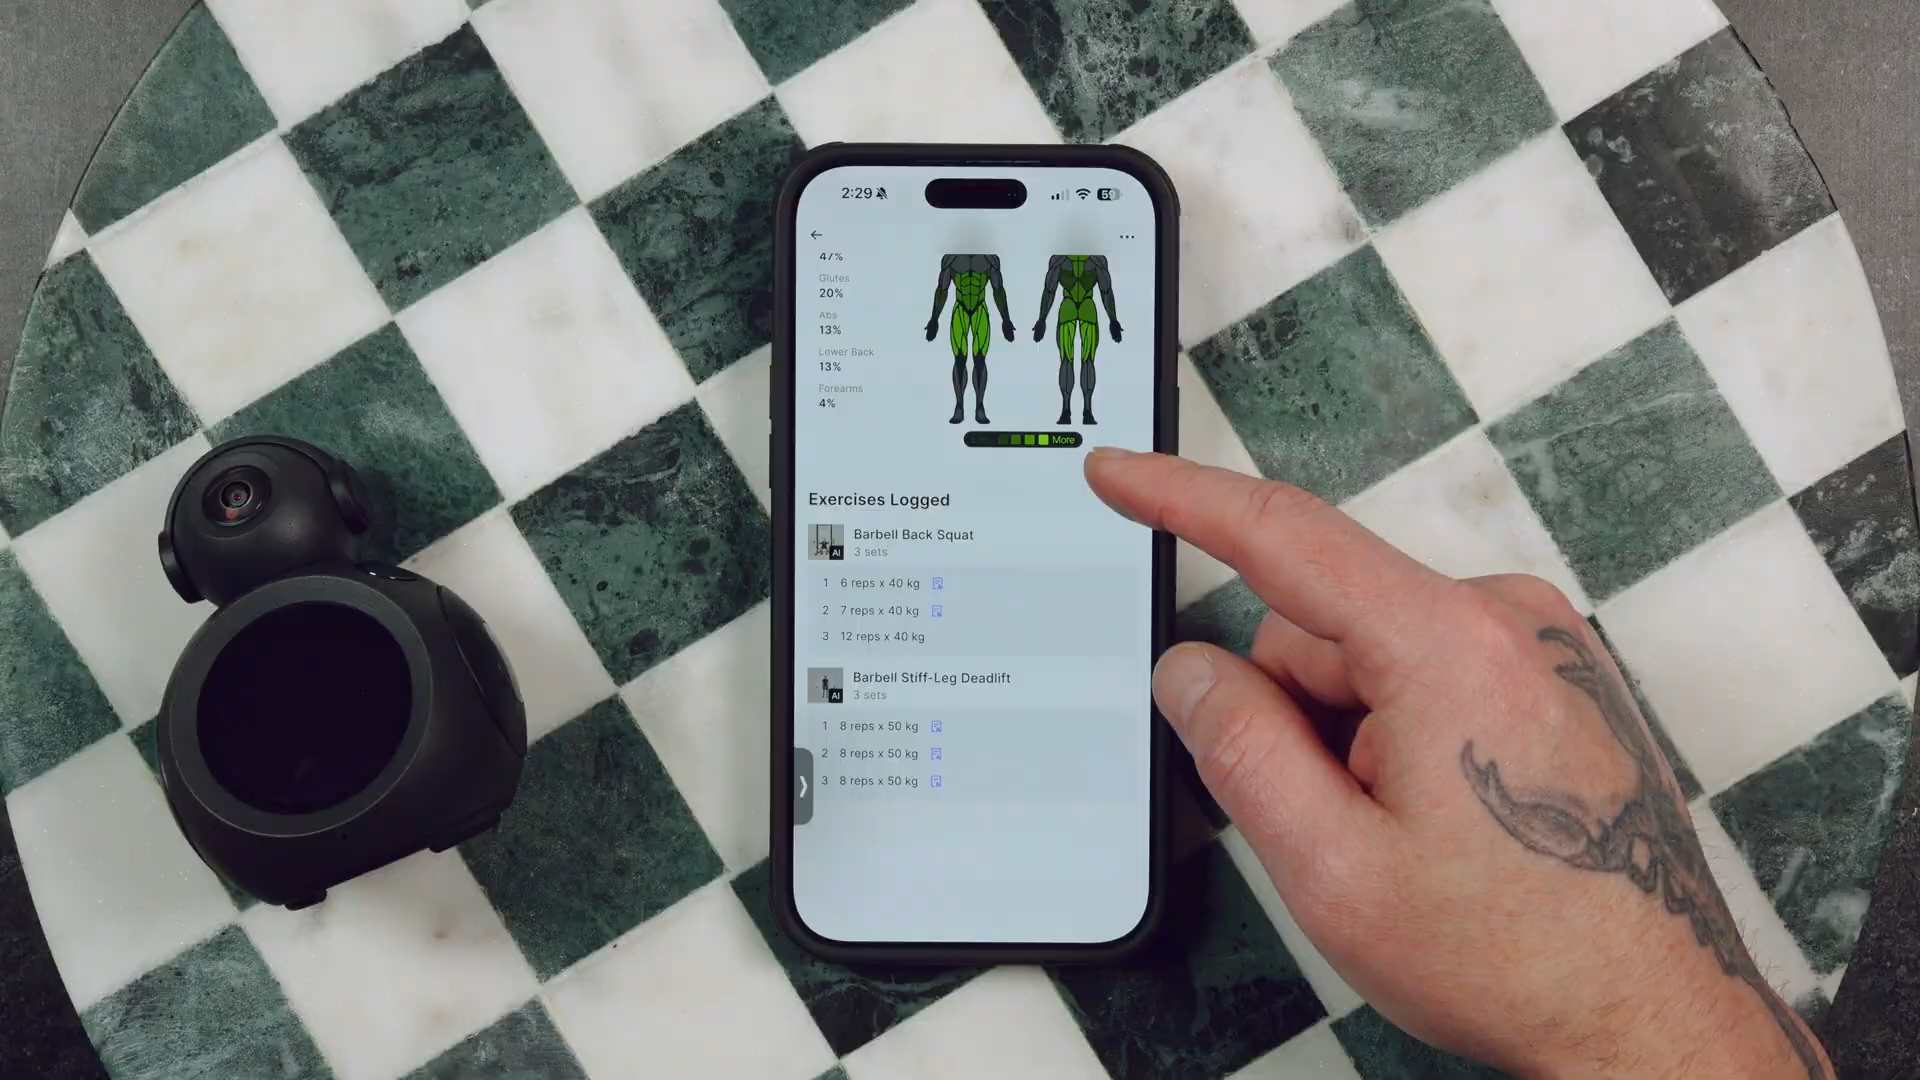 2:29
59
47%
Glutes
20%
Abs
13%
Lower Back
13%
Forearms
4%
More
Exercises Logged
Barbell Back Squat
AI
3 sets
1 6 reps x 40 kg
2 7 reps x 40 kg
3 12 reps x 40 kg
Barbell Stiff-Leg Deadlift
AI
3 sets
1 8 reps x 50 kg
2 8 reps x 50 kg
3 8 reps x 50 kg